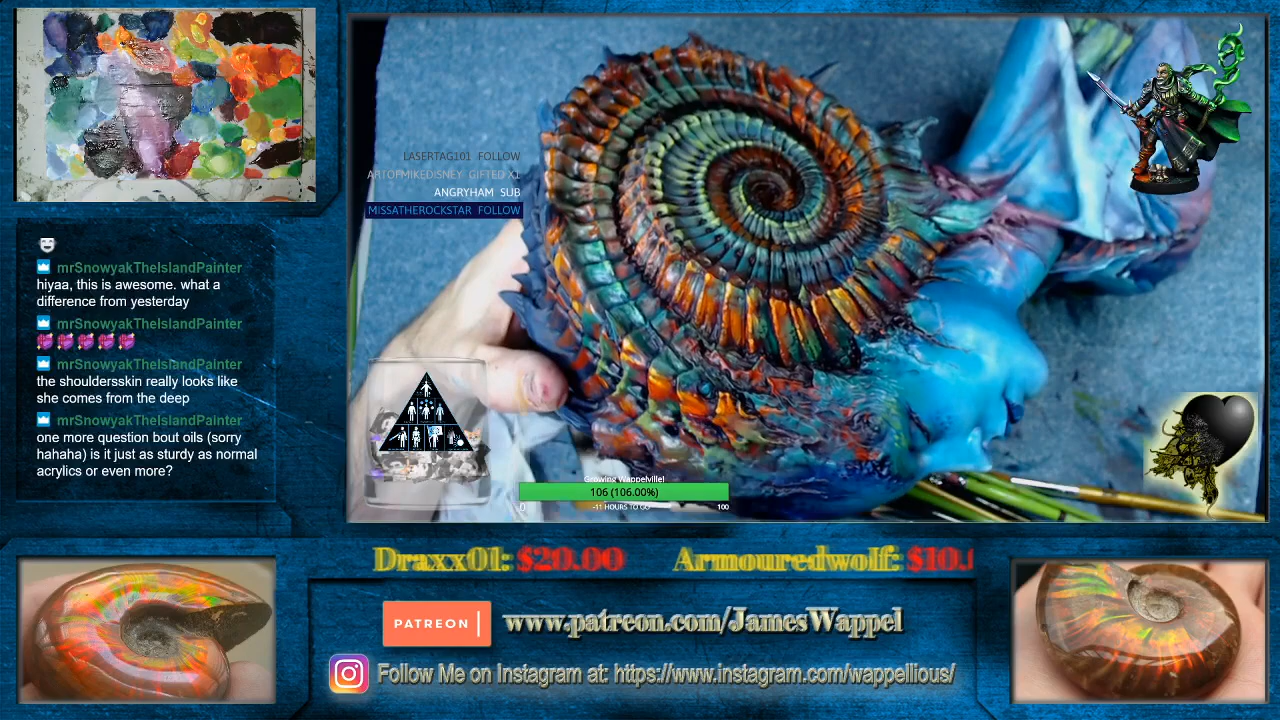 LASERTAG101 FOLLOW
ARTOFMIKEDISNEY GIFTED X1
ANGRYHAM SUB
MISSATHEROCKSTAR FOLLOW
mrSnowyakTheIslandPainter
hiyaa, this is awesome. what a
difference from yesterday
mrSnowyakTheIslandPainter
mrSnowyakTheIslandPainter
the shouldersskin really looks like
she comes from the deep
mrSnowyakTheIslandPainter
one more question bout oils (sorry
hahaha) is it just as sturdy as normal
acrylics or even more?
Growing Wappelville!
106 (106.00%)
0 -11 HOURS TO GO 100
Draxx01: $20.00 Armouredwolf: $10.
PATREON www.patreon.com/JamesWappel
Follow Me on Instagram at: https://www.instagram.com/wappellious/